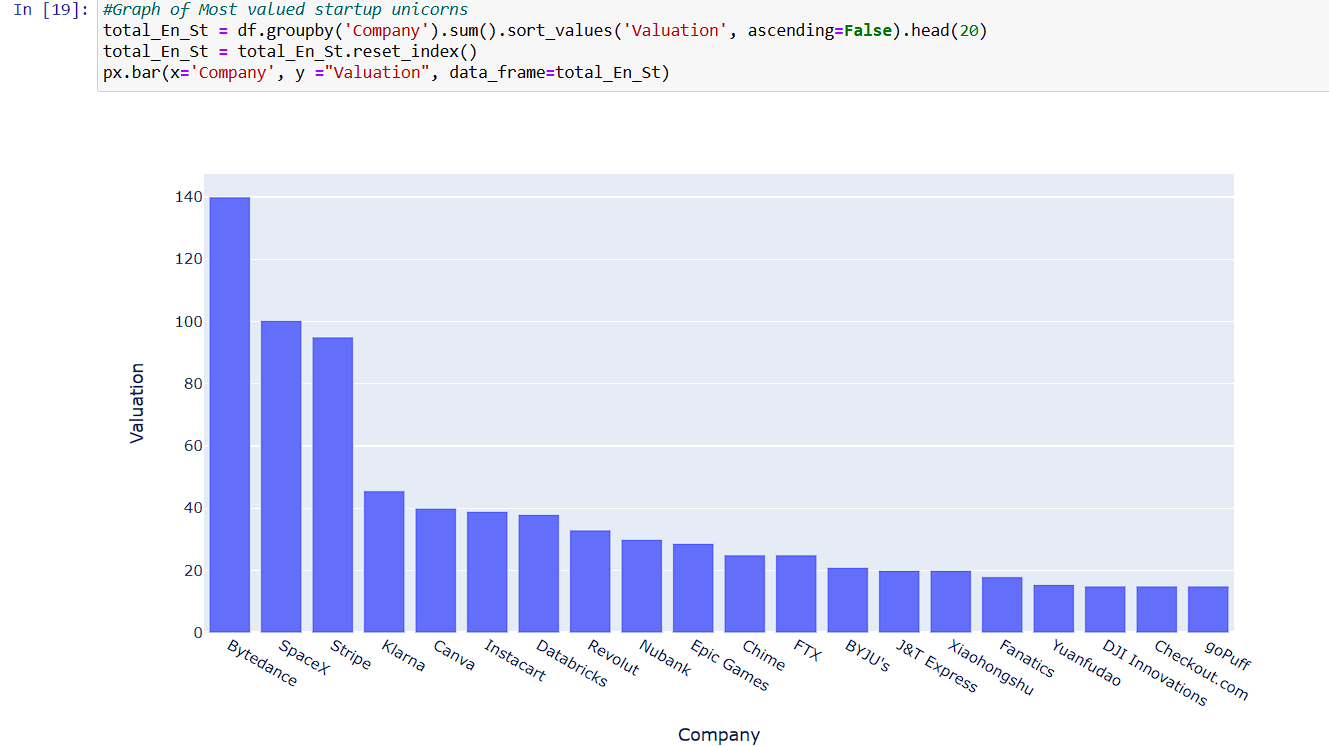 In [19]: #Graph of Most valued startup unicorns
total_En_St = df.groupby('Company').sum().sort_values('Valuation', ascending=False).head(20)
total_En_St = total_En_St.reset_index()
px.bar(x='Company', y ="Valuation", data_frame=total_En_St)
140
120
100
80
60
40
20
0
Valuation
Bytedance
SpaceX
Stripe
Klarna
Canva
Instacart
Databricks
Revolut
Nubank
Epic Games
Chime
FTX
BYJU's
J&T Express
Xiaohongshu
Fanatics
Yuanfudao
DJI Innovations
Checkout.com
goPuff
Company